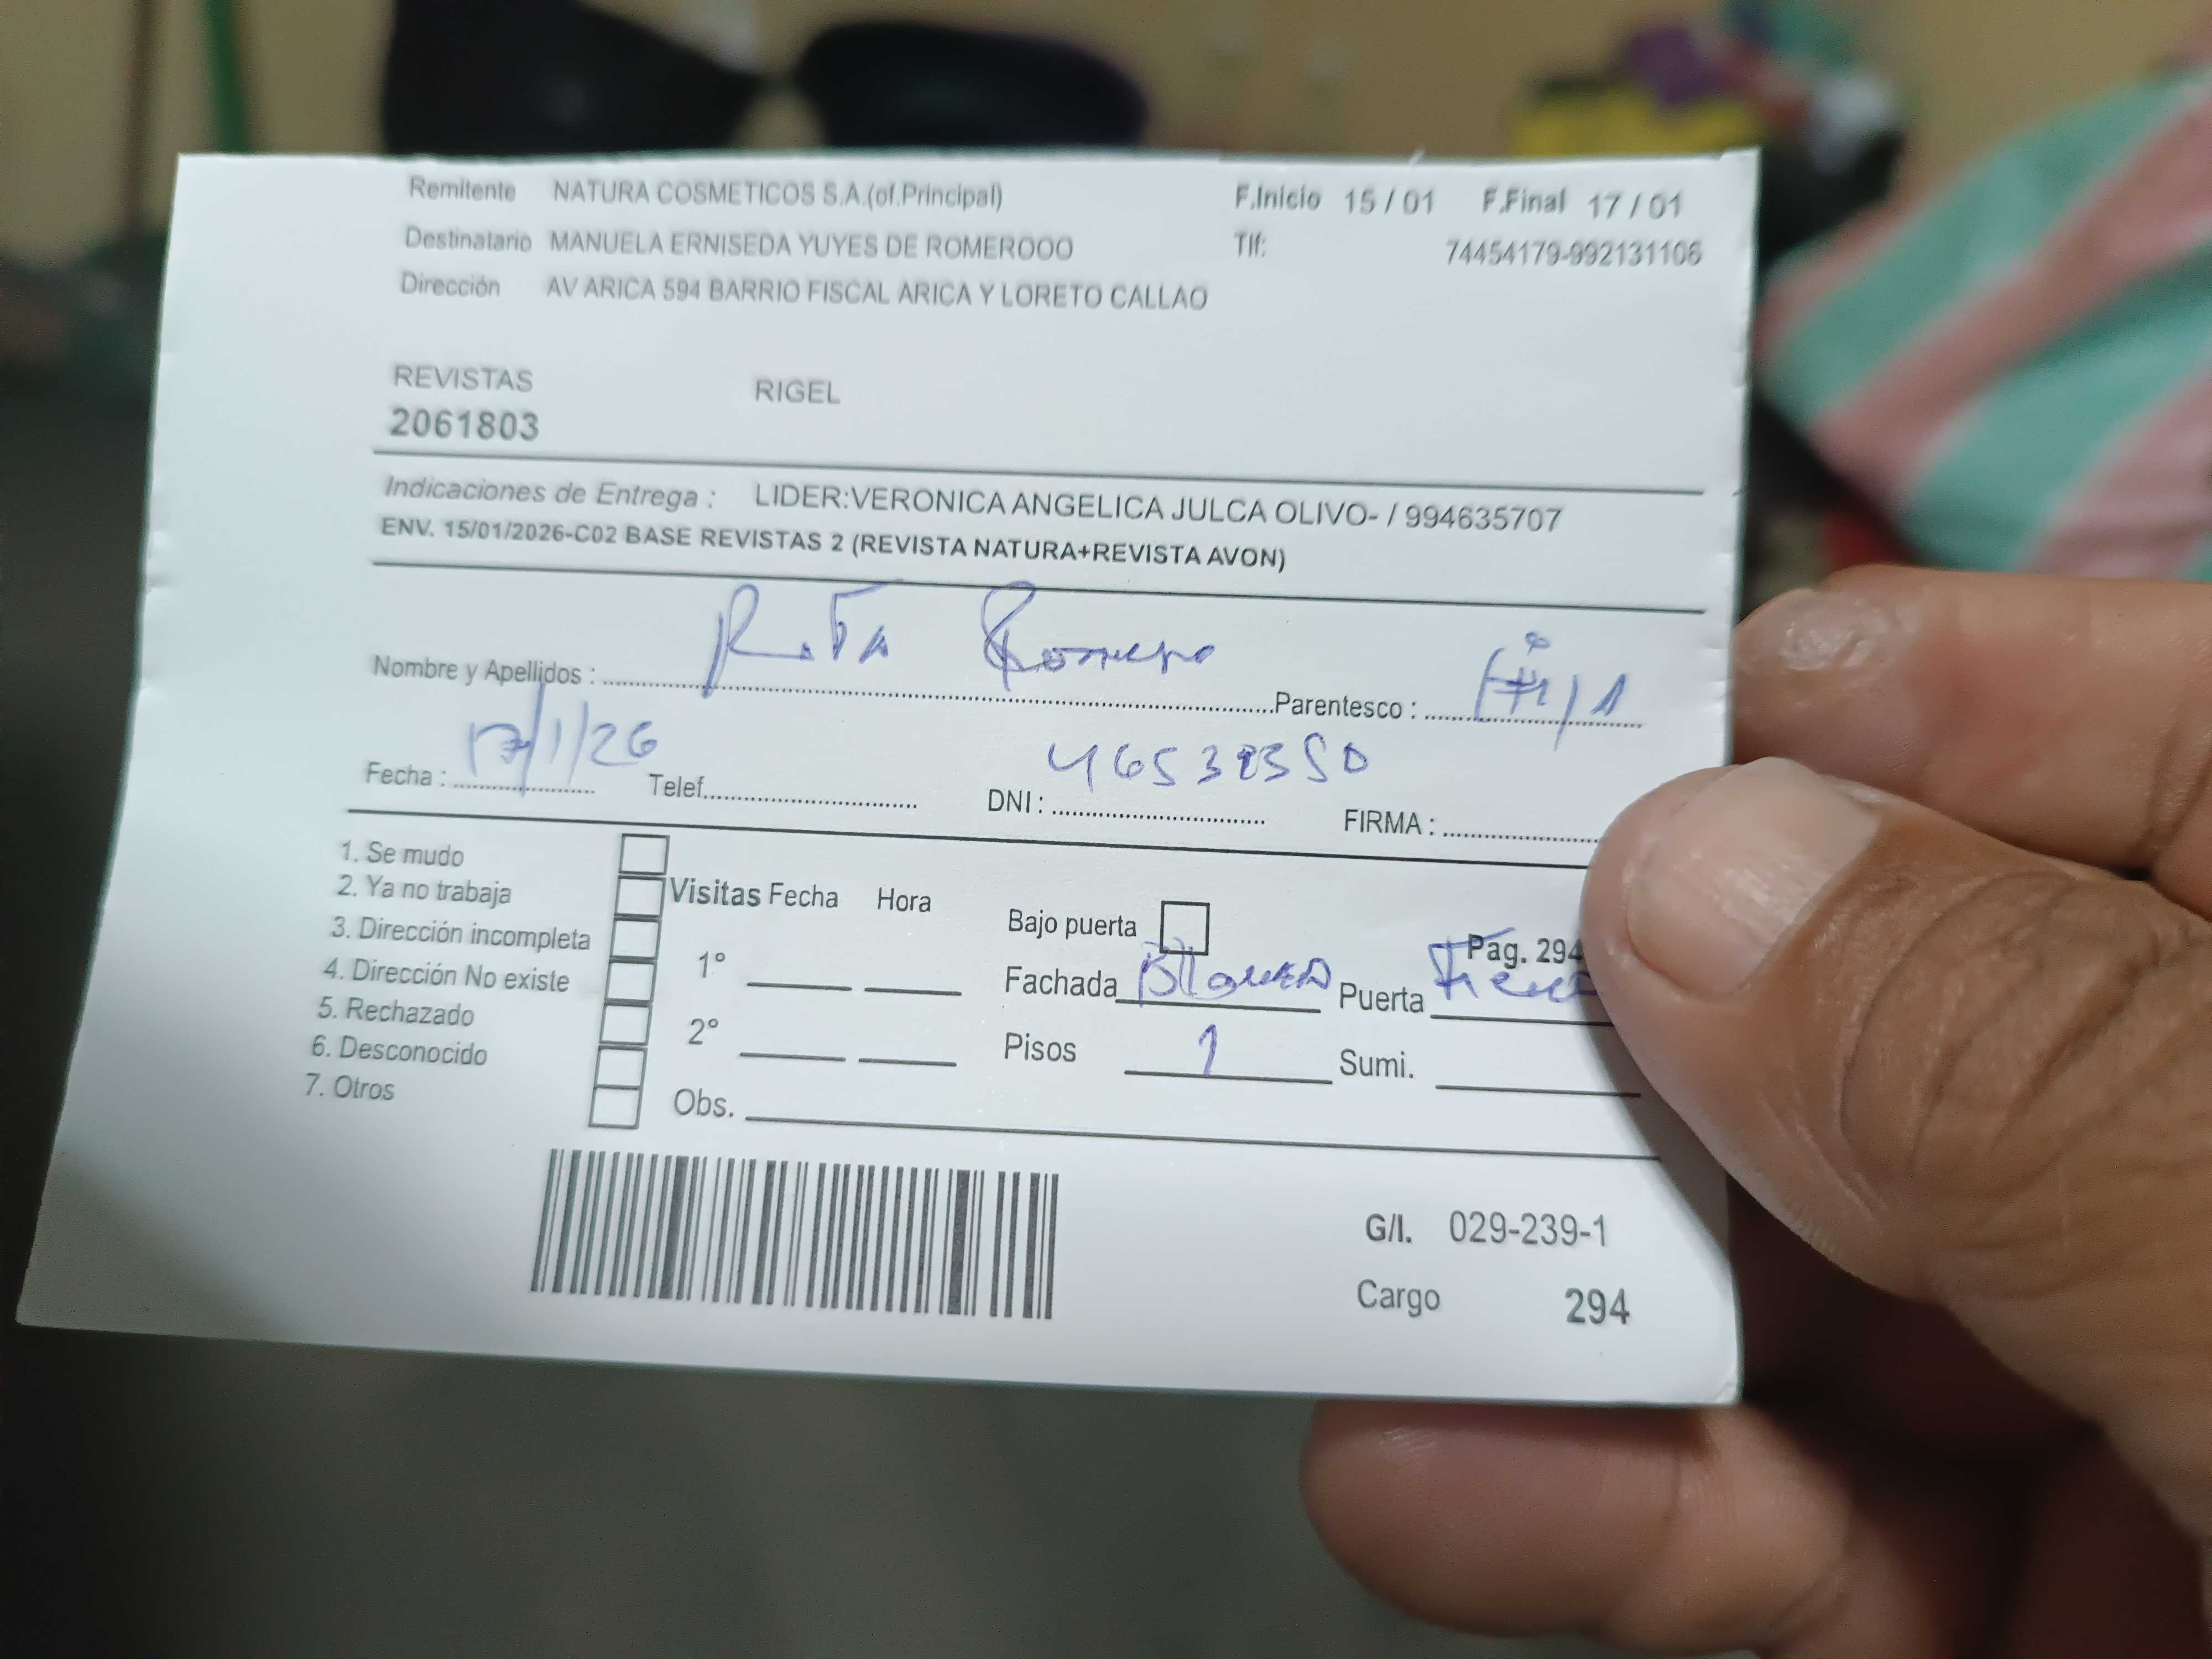 Remitente NATURA COSMETICOS S.A.(of.Principal) F.Inicio 15 / 01 F.Final 17 / 01
Destinatario MANUELA ERNISEDA YUYES DE ROMEROOO Tlf: 74454179-992131106
Dirección AV ARICA 594 BARRIO FISCAL ARICA Y LORETO CALLAO
REVISTAS RIGEL
2061803
Indicaciones de Entrega : LIDER:VERONICA ANGELICA JULCA OLIVO- / 994635707
ENV. 15/01/2026-C02 BASE REVISTAS 2 (REVISTA NATURA+REVISTA AVON)
Nombre y Apellidos : Rita Romero Parentesco : Hija
Fecha : 17/1/26 Telef. DNI : FIRMA :
1. Se mudo
2. Ya no trabaja Visitas Fecha Hora Bajo puerta Pag. 294
3. Dirección incompleta 1° Fachada Blanca Puerta
4. Dirección No existe
5. Rechazado 2° Pisos 1 Sumi.
6. Desconocido
7. Otros Obs.
G/I. 029-239-1
Cargo 294